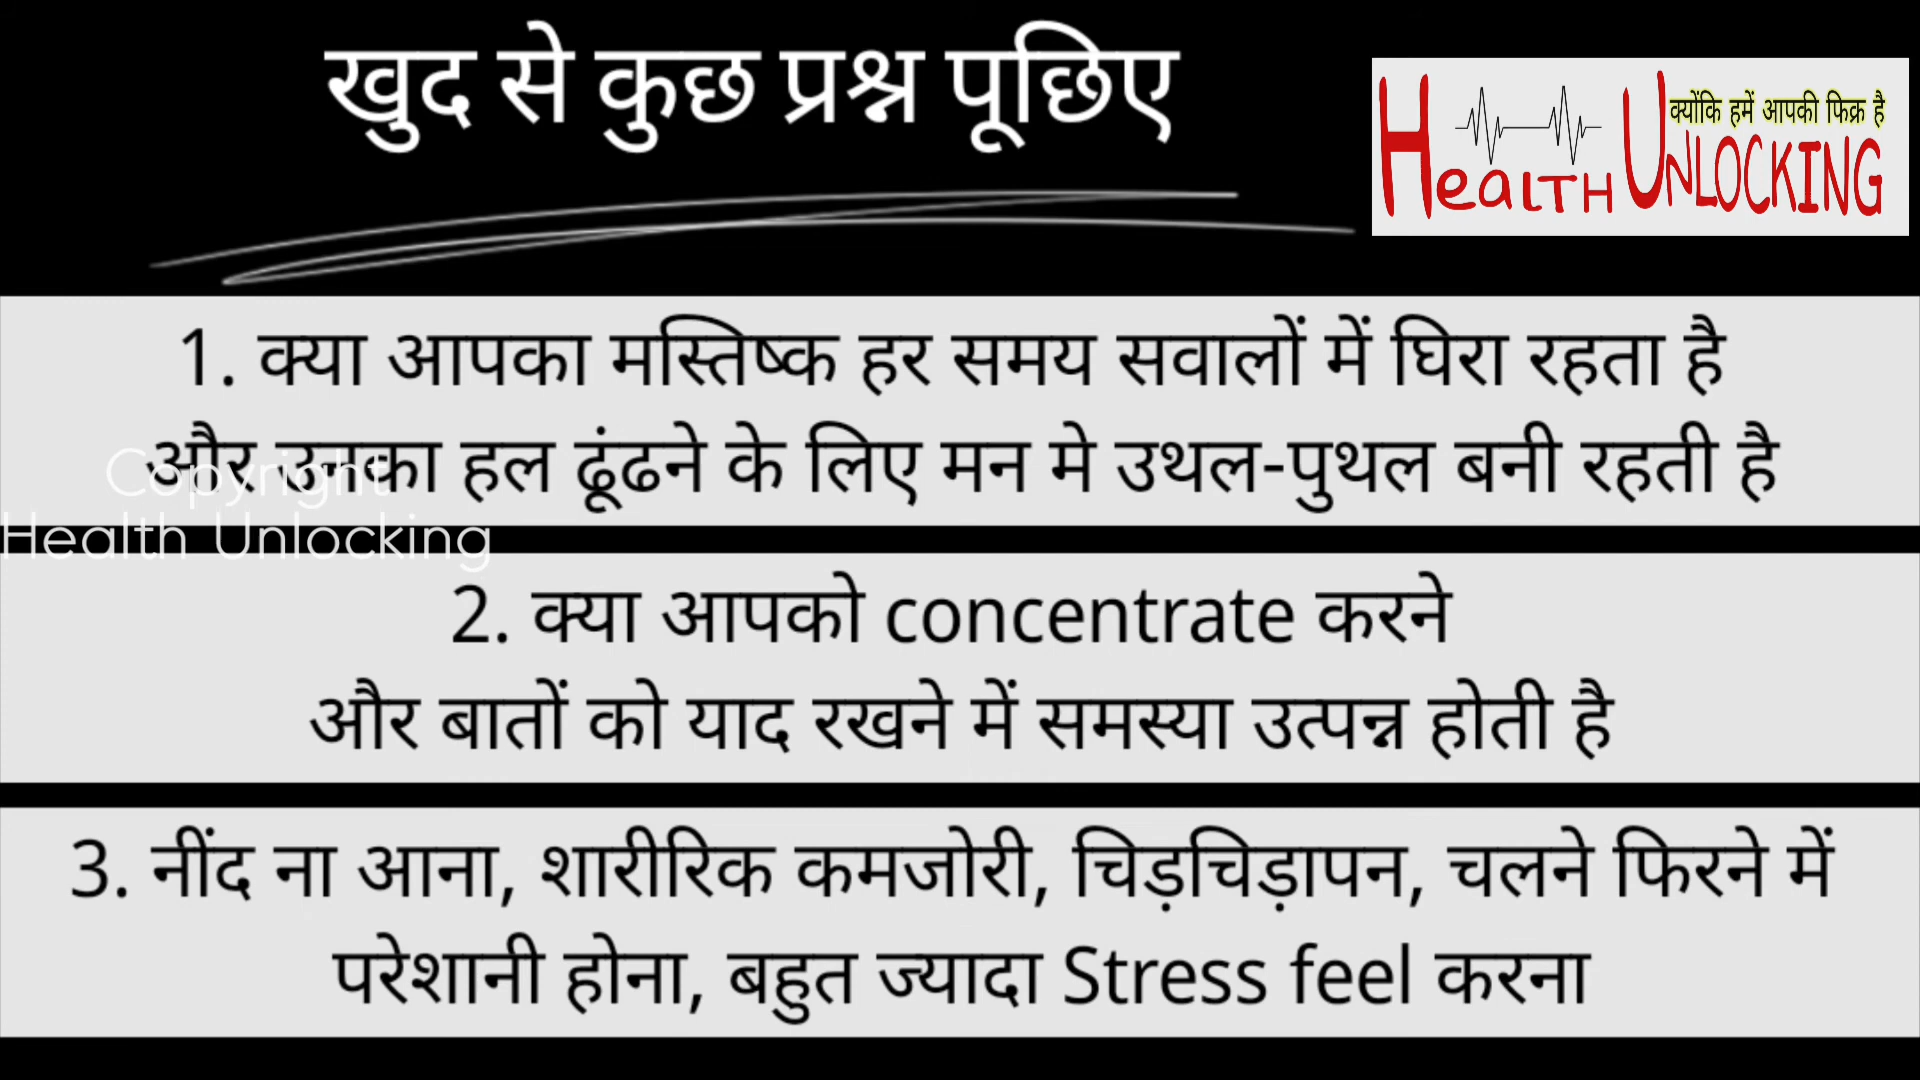 खुद से कुछ प्रश्न पूछिए
क्योंकि हमें आपकी फिक्र है
Health Unlocking
1. क्या आपका मस्तिष्क हर समय सवालों में घिरा रहता है
और उनका हल ढूंढने के लिए मन मे उथल-पुथल बनी रहती है
Copyright
Health Unlocking
2. क्या आपको concentrate करने
और बातों को याद रखने में समस्या उत्पन्न होती है
3. नींद ना आना, शारीरिक कमजोरी, चिड़चिड़ापन, चलने फिरने में
परेशानी होना, बहुत ज्यादा Stress feel करना